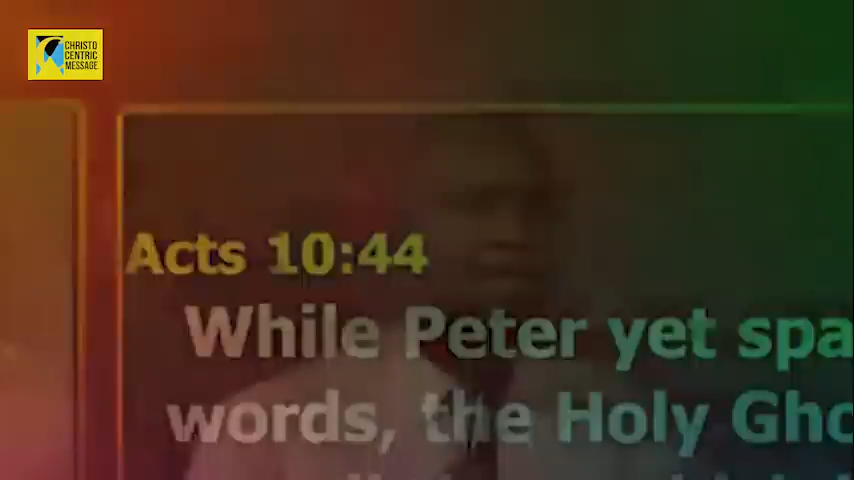 CHRISTO
CENTRIC
MESSAGE
Acts 10:44
While Peter yet spa
words, the Holy Gho